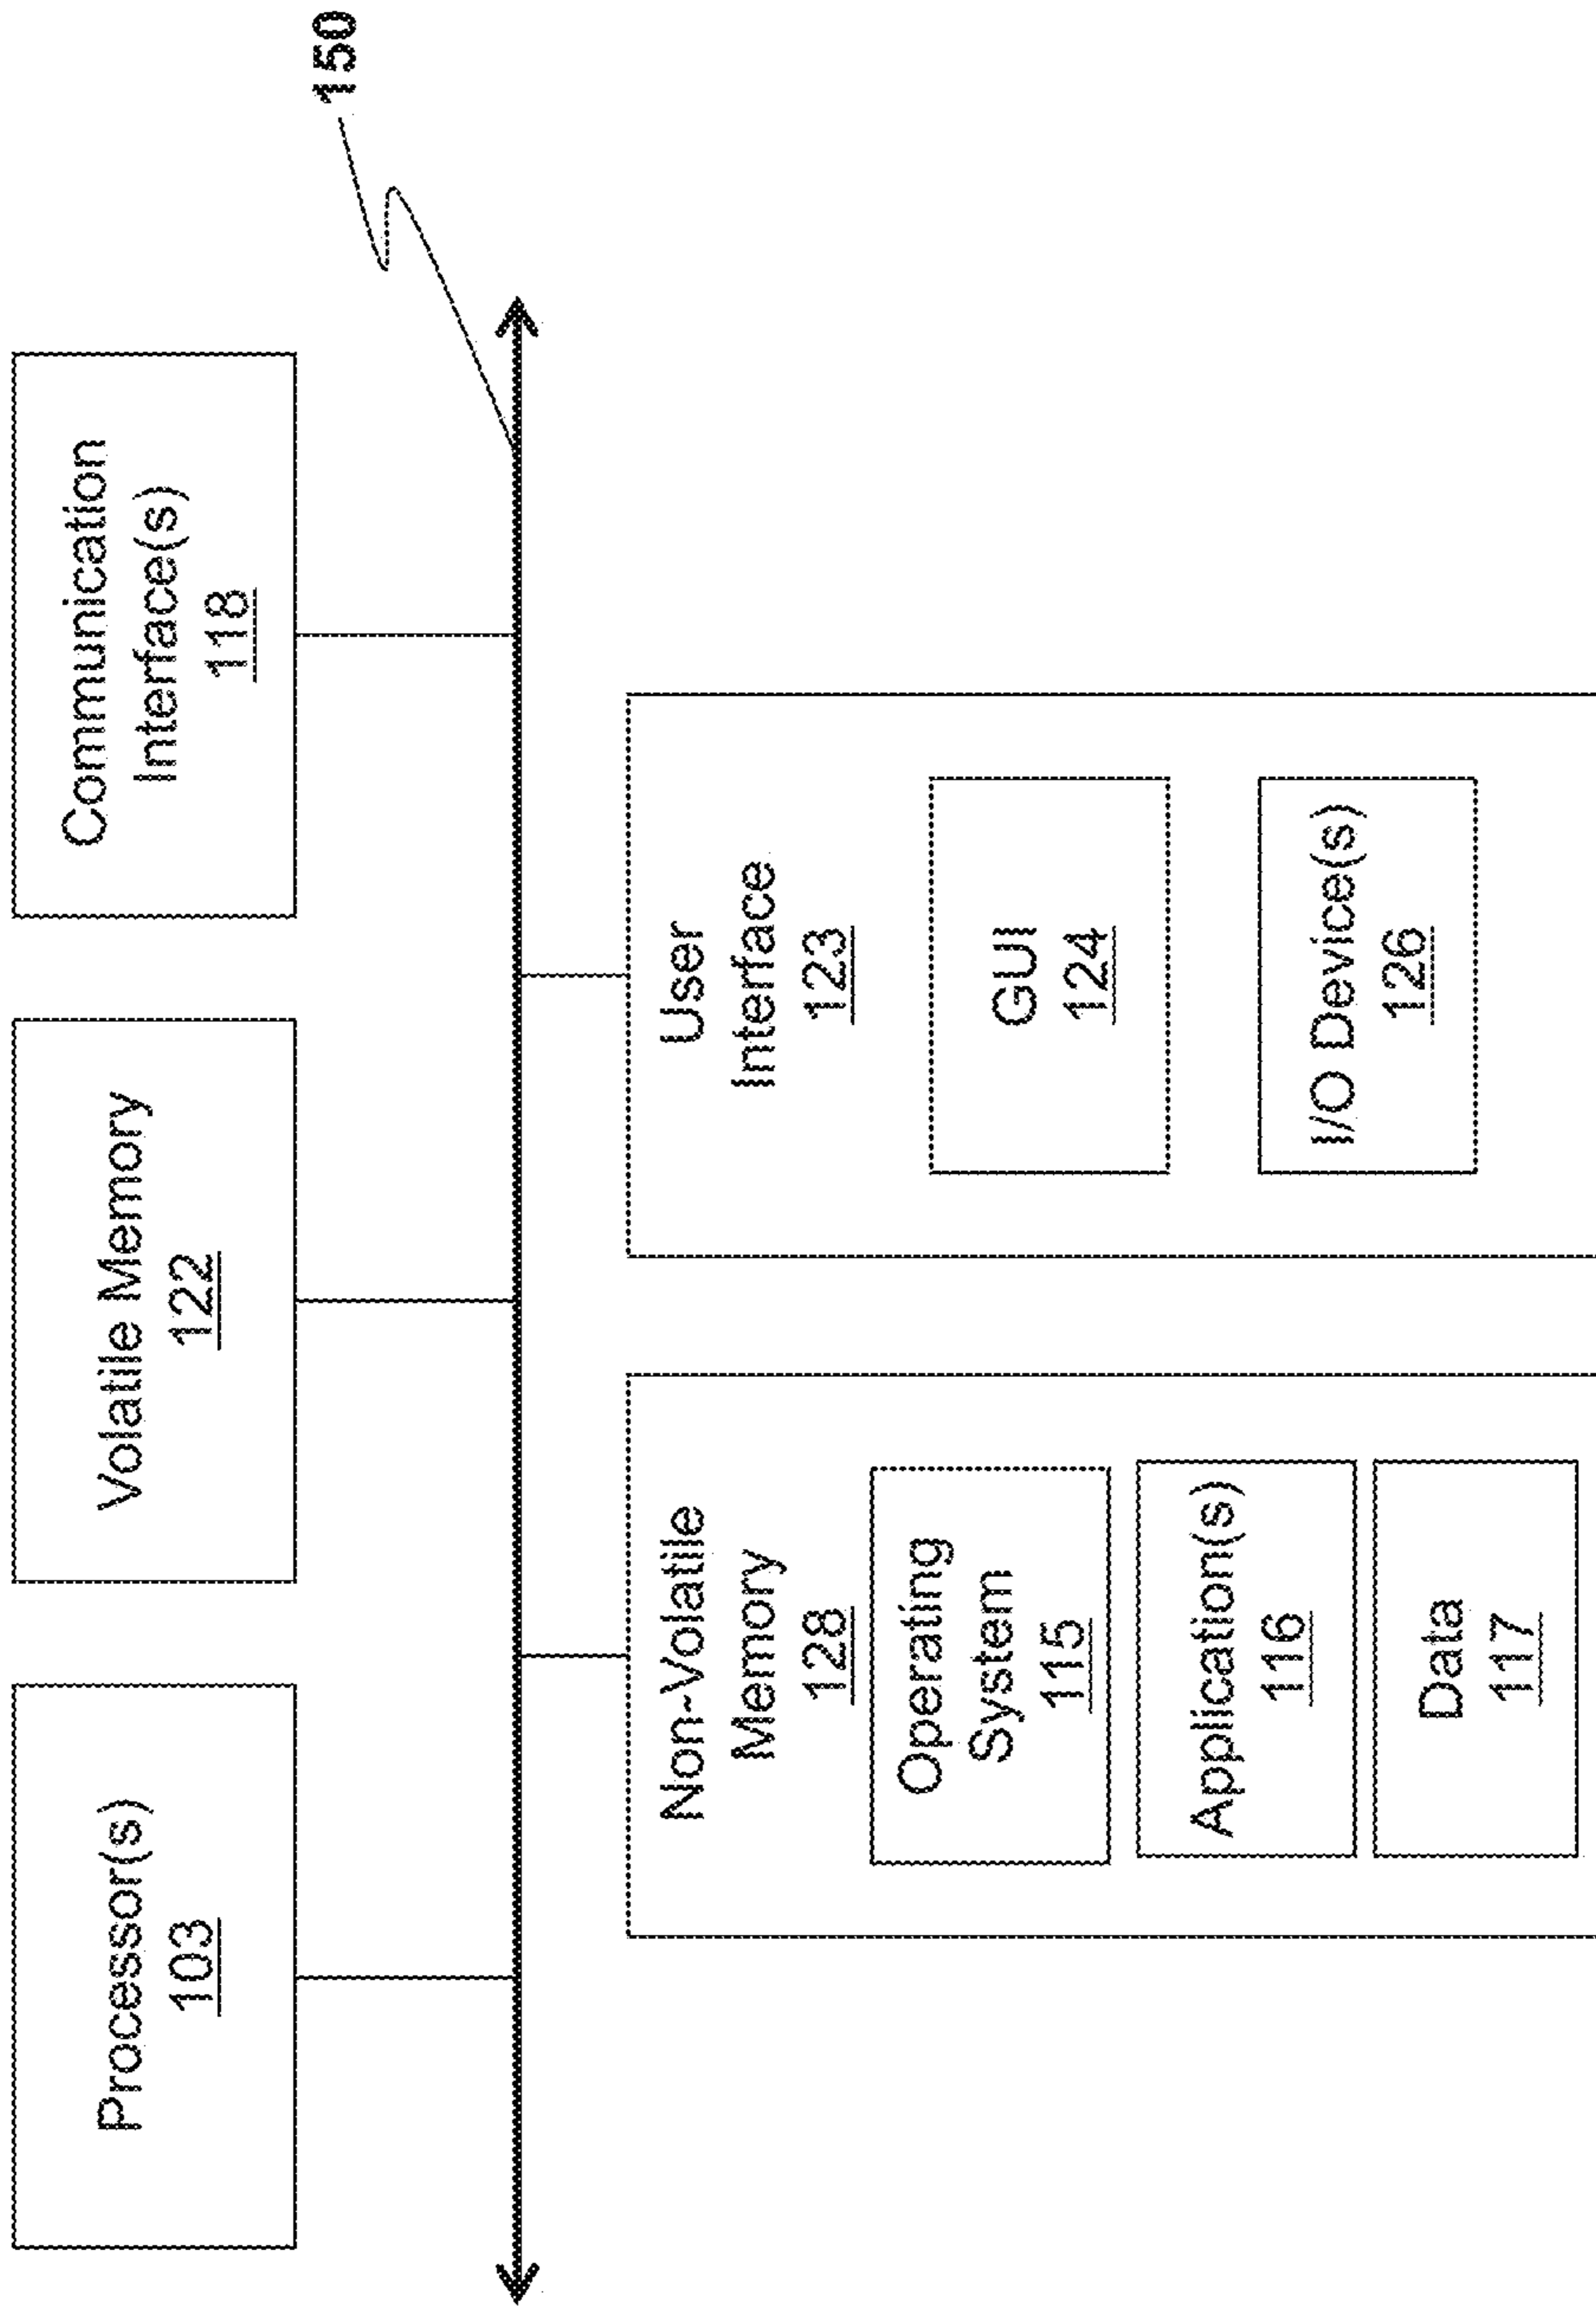 Processor(s)
103
Volatile Memory
122
Communication
Interface(s)
118
150
Non-Volatile
Memory
128
Operating
System
115
Application(s)
116
Data
117
User
Interface
123
GUI
124
I/O Device(s)
126